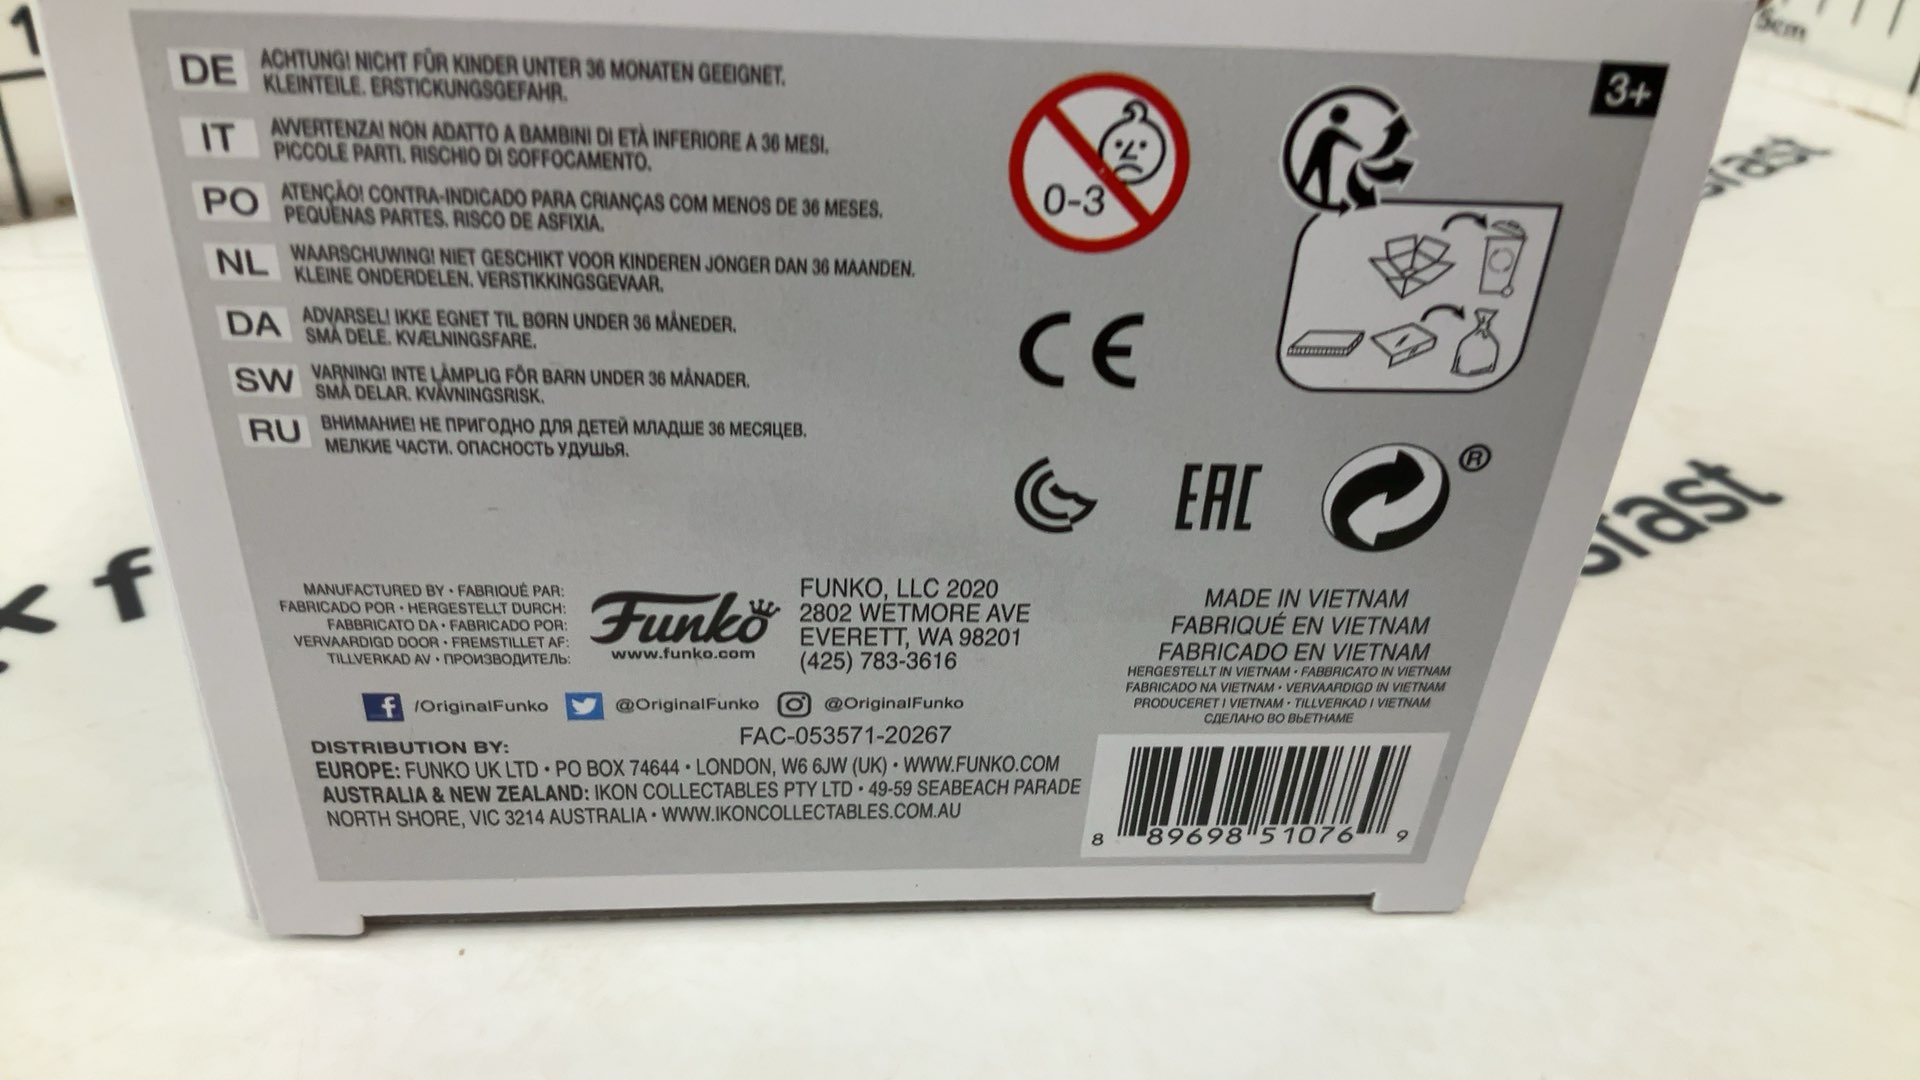 DE ACHTUNG! NICHT FÜR KINDER UNTER 36 MONATEN GEEIGNET.
KLEINTEILE. ERSTICKUNGSGEFAHR.
IT AVVERTENZA! NON ADATTO A BAMBINI DI ETÀ INFERIORE A 36 MESI.
PICCOLE PARTI. RISCHIO DI SOFFOCAMENTO.
PO ATENÇÃO! CONTRA-INDICADO PARA CRIANÇAS COM MENOS DE 36 MESES.
PEQUENAS PARTES. RISCO DE ASFIXIA.
NL WAARSCHUWING! NIET GESCHIKT VOOR KINDEREN JONGER DAN 36 MAANDEN.
KLEINE ONDERDELEN. VERSTIKKINGSGEVAAR.
DA ADVARSEL! IKKE EGNET TIL BØRN UNDER 36 MÅNEDER.
SMÅ DELE. KVÆLNINGSFARE.
SW VARNING! INTE LÄMPLIG FÖR BARN UNDER 36 MÅNADER.
SMÅ DELAR. KVÄVNINGSRISK.
RU ВНИМАНИЕ! НЕ ПРИГОДНО ДЛЯ ДЕТЕЙ МЛАДШЕ 36 МЕСЯЦЕВ.
МЕЛКИЕ ЧАСТИ. ОПАСНОСТЬ УДУШЬЯ.
0-3
3+
CE
EAC
®
MANUFACTURED BY • FABRIQUÉ PAR:
FABRICADO POR • HERGESTELLT DURCH:
FABBRICATO DA • FABRICADO POR:
VERVAARDIGD DOOR • FREMSTILLET AF:
TILLVERKAD AV • ПРОИЗВОДИТЕЛЬ:
Funko
www.funko.com
FUNKO, LLC 2020
2802 WETMORE AVE
EVERETT, WA 98201
(425) 783-3616
MADE IN VIETNAM
FABRIQUÉ EN VIETNAM
FABRICADO EN VIETNAM
HERGESTELLT IN VIETNAM • FABBRICATO IN VIETNAM
FABRICADO NA VIETNAM • VERVAARDIGD IN VIETNAM
PRODUCERET I VIETNAM • TILLVERKAD I VIETNAM
СДЕЛАНО ВО ВЬЕТНАМЕ
/OriginalFunko @OriginalFunko @OriginalFunko
FAC-053571-20267
DISTRIBUTION BY:
EUROPE: FUNKO UK LTD • PO BOX 74644 • LONDON, W6 6JW (UK) • WWW.FUNKO.COM
AUSTRALIA & NEW ZEALAND: IKON COLLECTABLES PTY LTD • 49-59 SEABEACH PARADE
NORTH SHORE, VIC 3214 AUSTRALIA • WWW.IKONCOLLECTABLES.COM.AU
8 89698 51076 9